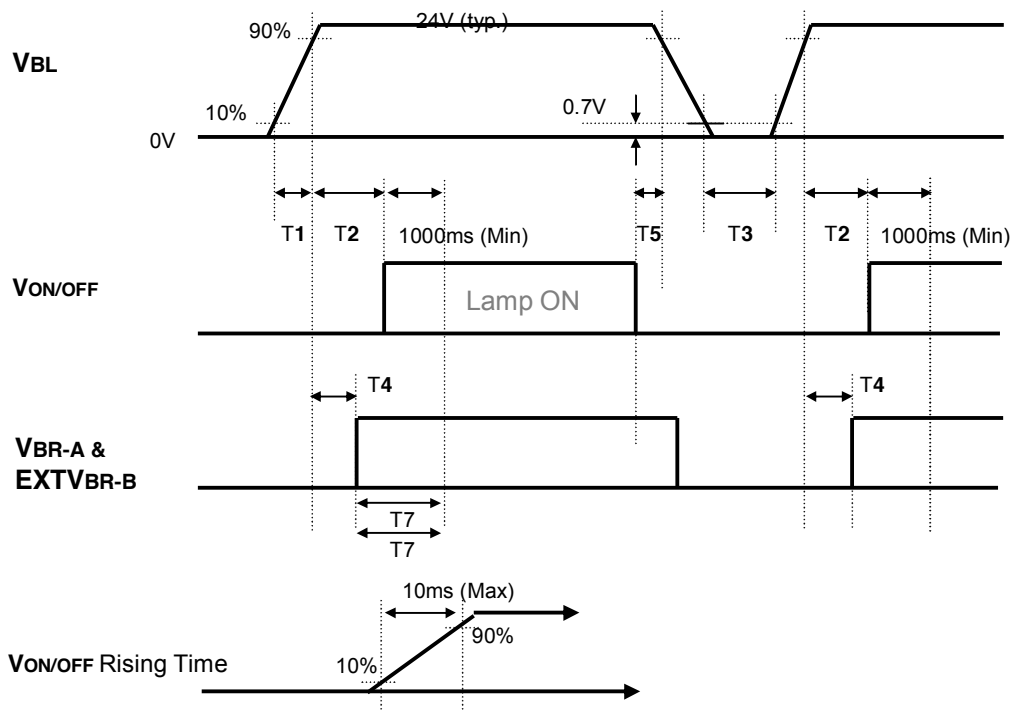 24V (typ.)
90%
VBL
10%
0.7V
0V
T1 T2 1000ms (Min) T5 T3 T2 1000ms (Min)
VON/OFF
Lamp ON
T4 T4
VBR-A &
EXTVBR-B
T7
T7
10ms (Max)
90%
VON/OFF Rising Time
10%